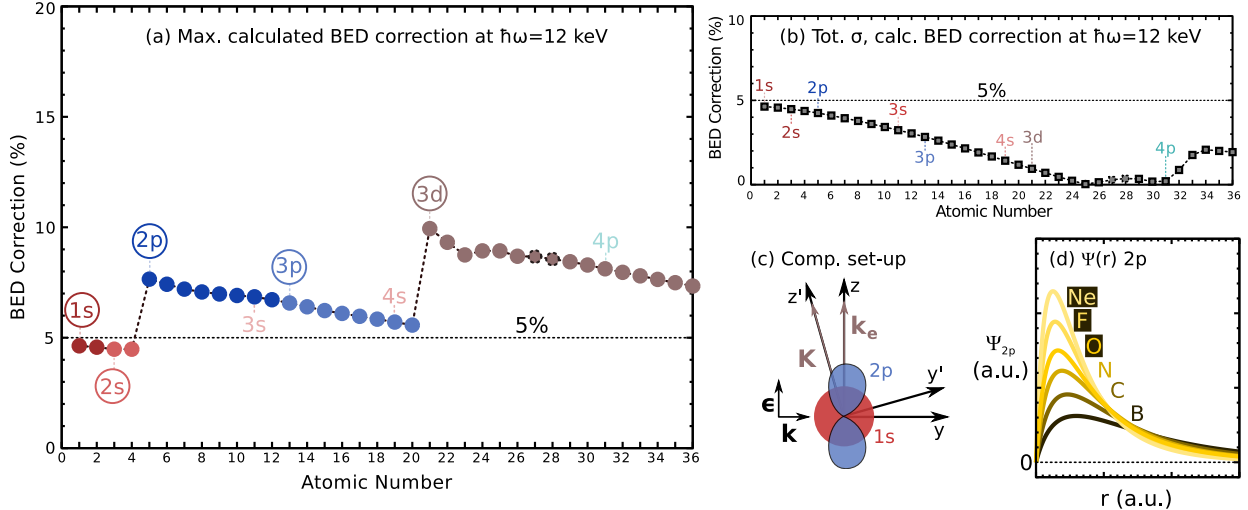 (a) Max. calculated BED correction at ħω=12 keV
BED Correction (%)
20
15
10
5
0
1s
2s
2p
3s
3p
4s
3d
4p
5%
0 2 4 6 8 10 12 14 16 18 20 22 24 26 28 30 32 34 36
Atomic Number
(b) Tot. σ, calc. BED correction at ħω=12 keV
BED Correction (%)
10
5
0
1s
2s
2p
3s
3p
4s
3d
4p
5%
0 2 4 6 8 10 12 14 16 18 20 22 24 26 28 30 32 34 36
Atomic Number
(c) Comp. set-up
z'
z
k_e
K
2p
y'
ϵ
k
1s
y
(d) Ψ(r) 2p
Ne
F
O
N
C
B
Ψ2p
(a.u.)
0
r (a.u.)